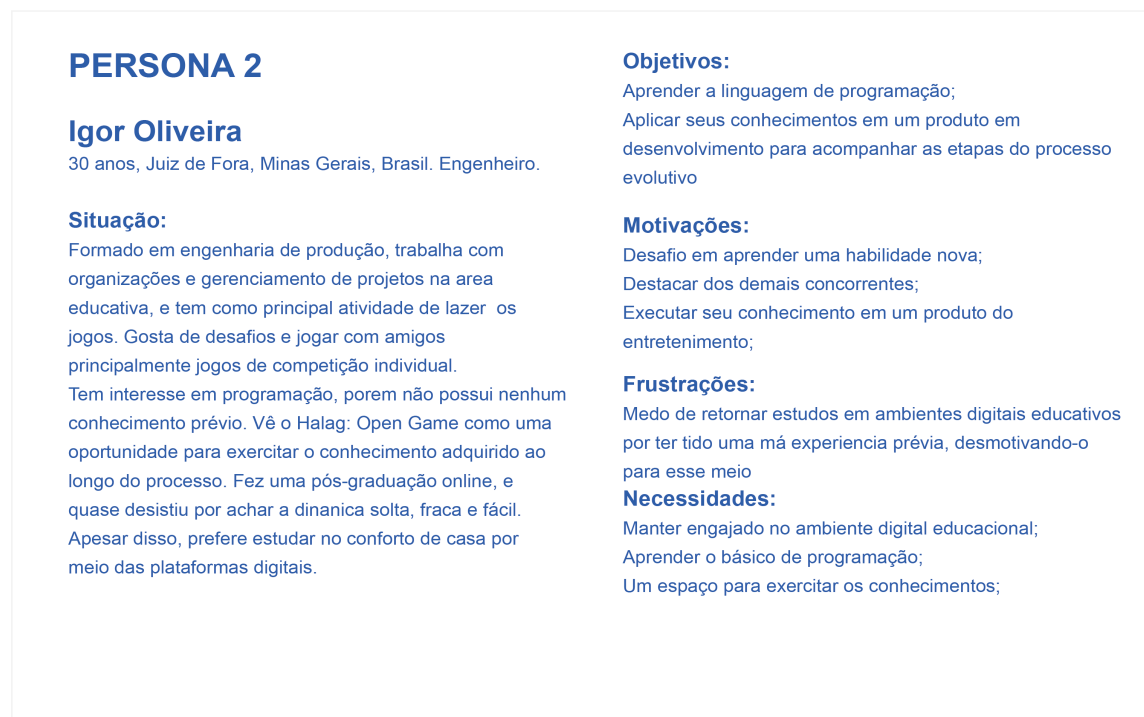 PERSONA 2
Igor Oliveira
30 anos, Juiz de Fora, Minas Gerais, Brasil. Engenheiro.
Situação:
Formado em engenharia de produção, trabalha com
organizações e gerenciamento de projetos na area
educativa, e tem como principal atividade de lazer  os
jogos. Gosta de desafios e jogar com amigos
principalmente jogos de competição individual.
Tem interesse em programação, porem não possui nenhum
conhecimento prévio. Vê o Halag: Open Game como uma
oportunidade para exercitar o conhecimento adquirido ao
longo do processo. Fez uma pós-graduação online, e
quase desistiu por achar a dinanica solta, fraca e fácil.
Apesar disso, prefere estudar no conforto de casa por
meio das plataformas digitais.
Objetivos:
Aprender a linguagem de programação;
Aplicar seus conhecimentos em um produto em
desenvolvimento para acompanhar as etapas do processo
evolutivo
Motivações:
Desafio em aprender uma habilidade nova;
Destacar dos demais concorrentes;
Executar seu conhecimento em um produto do
entretenimento;
Frustrações:
Medo de retornar estudos em ambientes digitais educativos
por ter tido uma má experiencia prévia, desmotivando-o
para esse meio
Necessidades:
Manter engajado no ambiente digital educacional;
Aprender o básico de programação;
Um espaço para exercitar os conhecimentos;